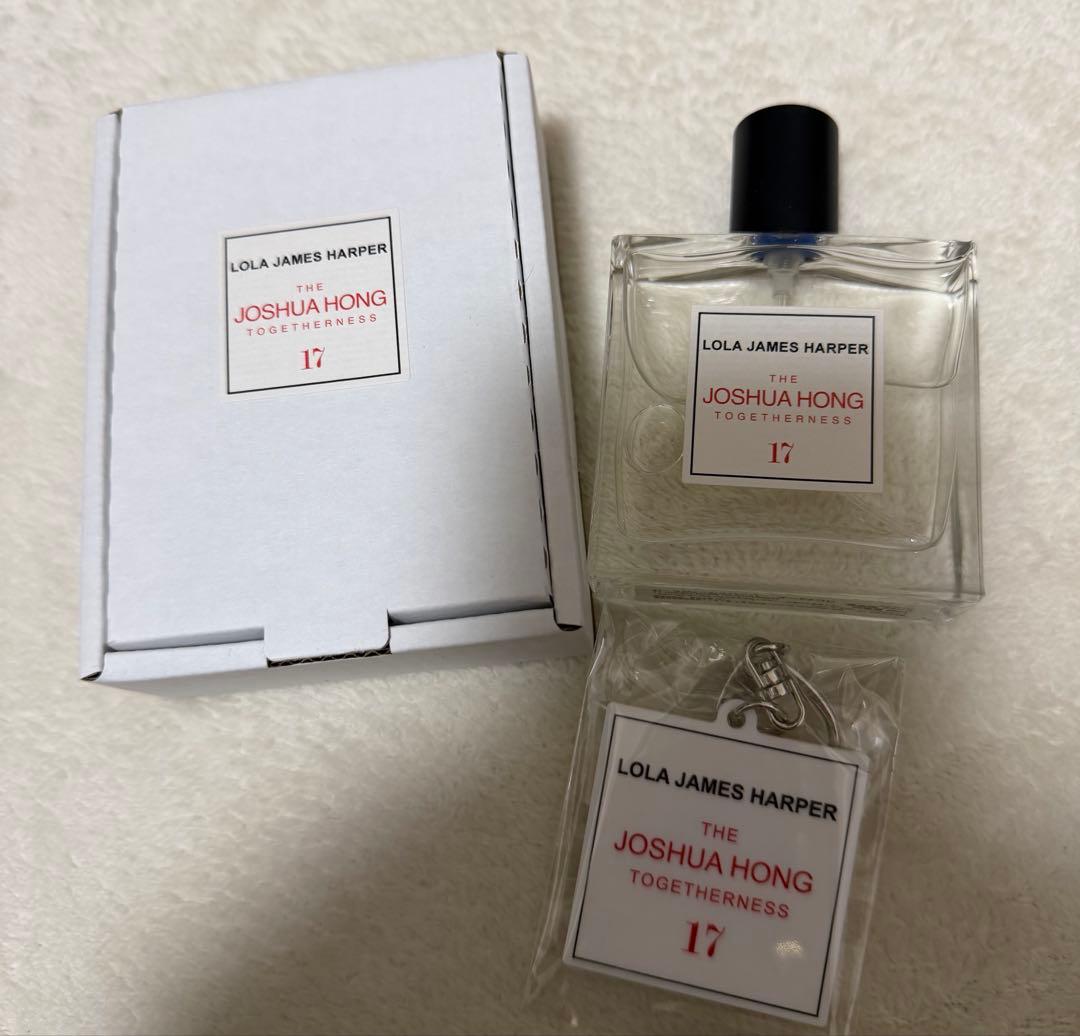 LOLA JAMES HARPER
THE
JOSHUA HONG
TOGETHERNESS
17
LOLA JAMES HARPER
THE
JOSHUA HONG
TOGETHERNESS
17
LOLA JAMES HARPER
THE
JOSHUA HONG
TOGETHERNESS
17